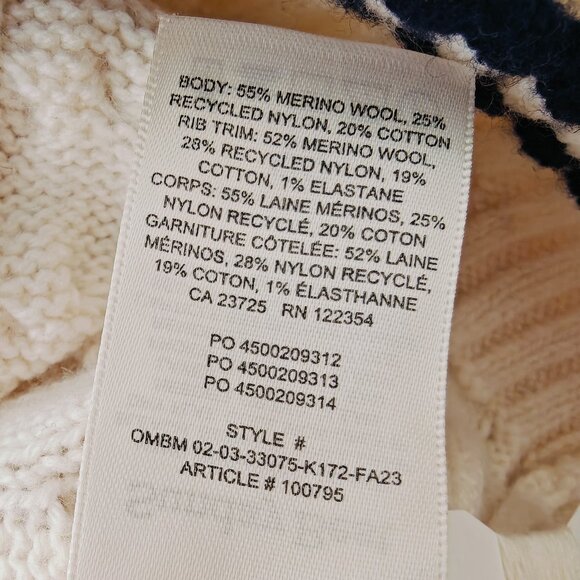 BODY: 55% MERINO WOOL, 25%
RECYCLED NYLON, 20% COTTON
RIB TRIM: 52% MERINO WOOL,
28% RECYCLED NYLON, 19%
COTTON, 1% ELASTANE
CORPS: 55% LAINE MÉRINOS, 25%
NYLON RECYCLÉ, 20% COTON
GARNITURE CÔTELÉE: 52% LAINE
MÉRINOS, 28% NYLON RECYCLÉ,
19% COTON, 1% ÉLASTHANNE
CA 23725 RN 122354
PO 4500209312
PO 4500209313
PO 4500209314
STYLE #
OMBM 02-03-33075-K172-FA23
ARTICLE # 100795